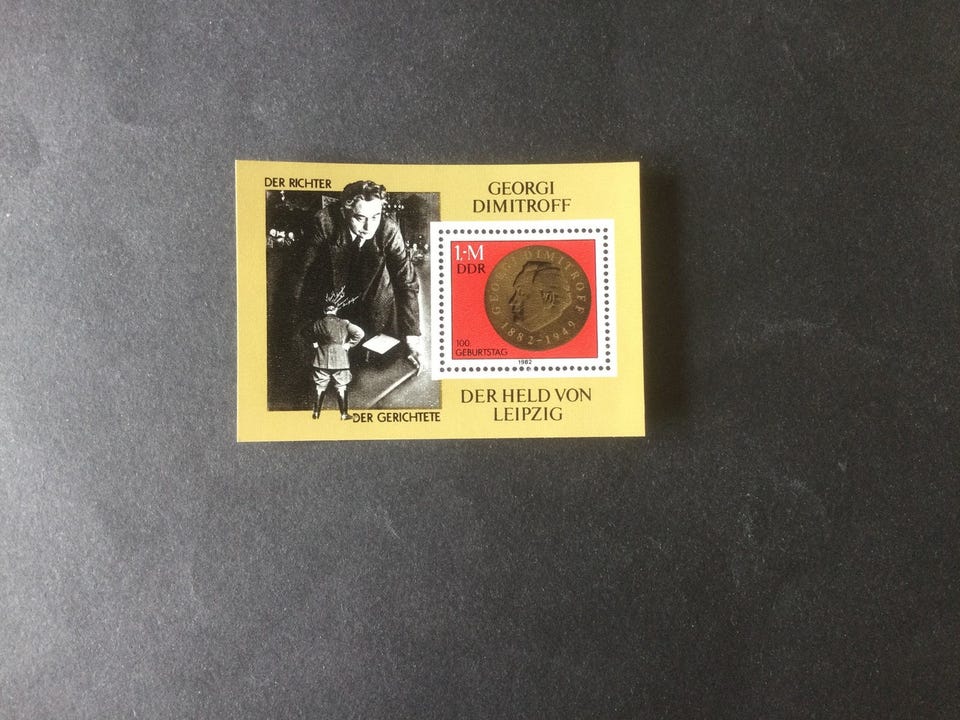 DER RICHTER
DER GERICHTETE
GEORGI
DIMITROFF
1,-M
DDR
GEORGI DIMITROFF
1882-1949
100.
GEBURTSTAG
1982
DER HELD VON
LEIPZIG